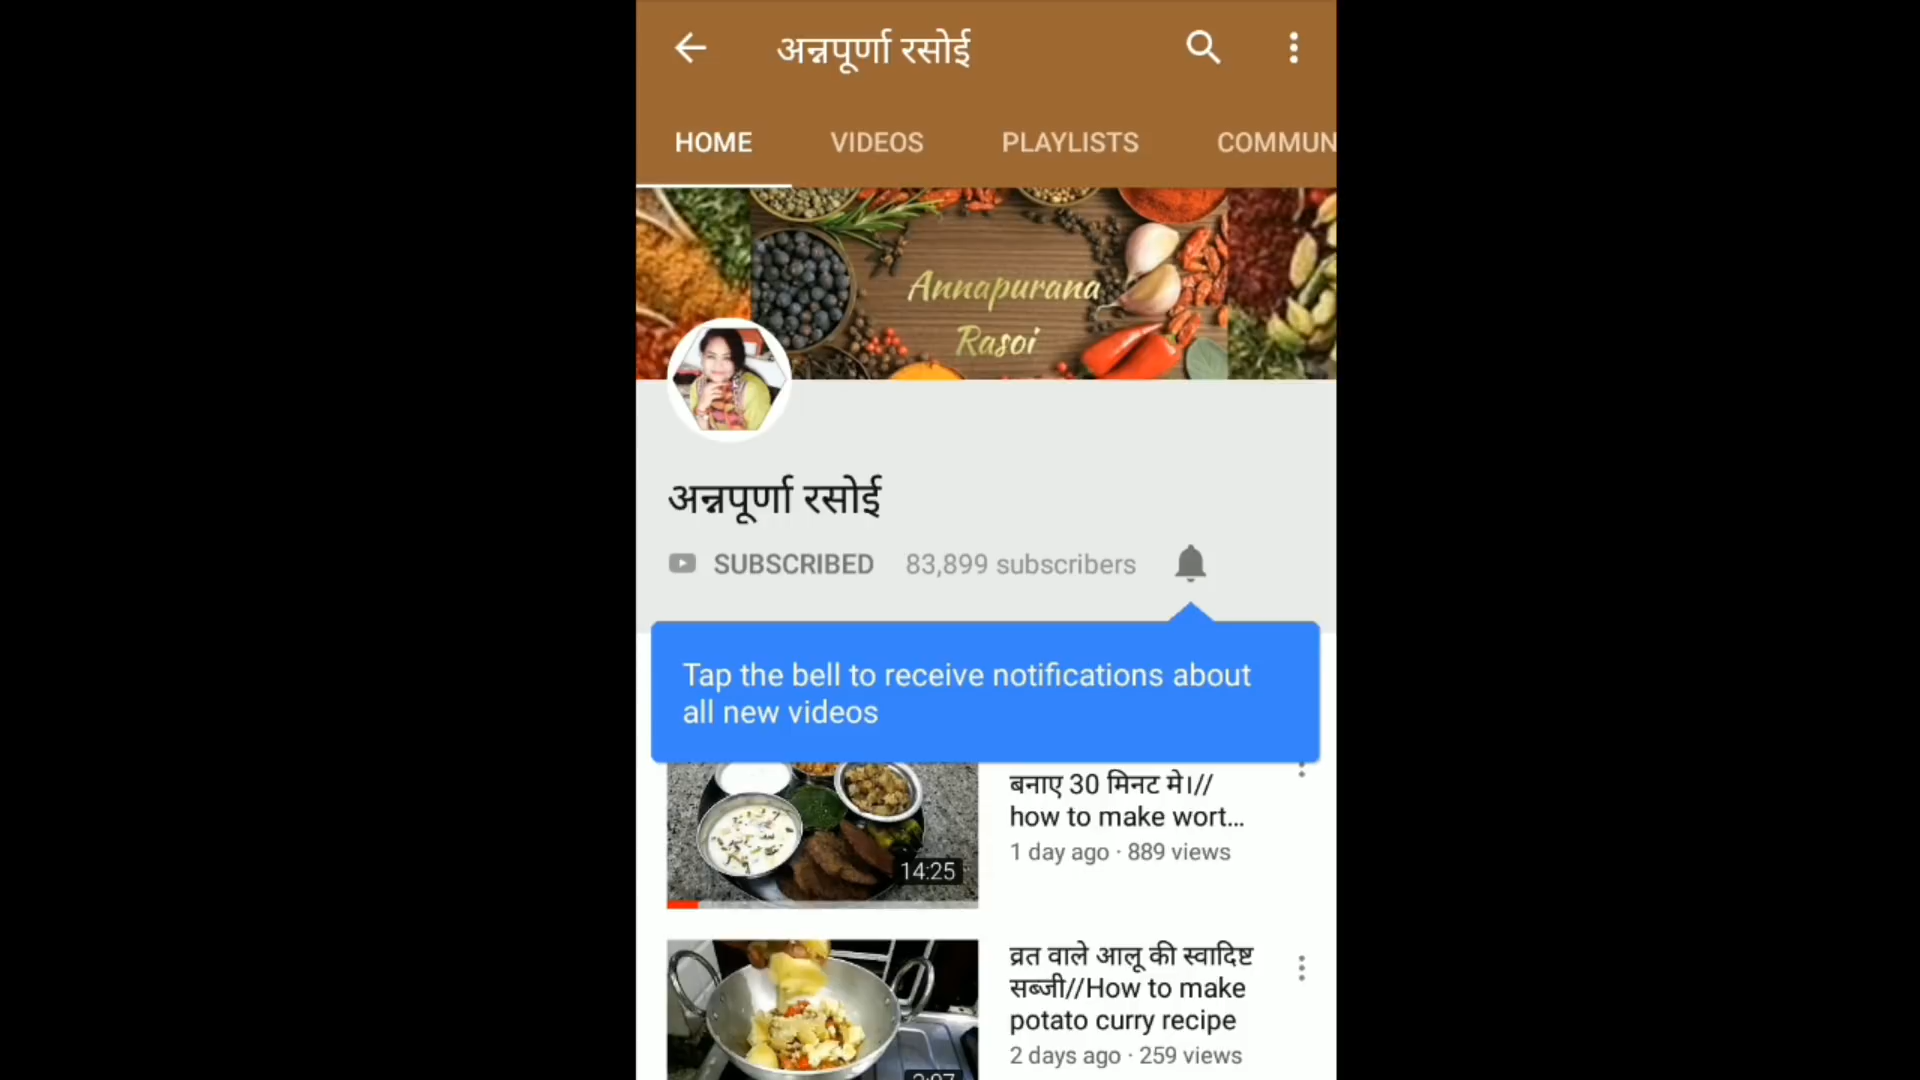 अन्नपूर्णा रसोई
HOME VIDEOS PLAYLISTS COMMUN
Annapurana
Rasoi
अन्नपूर्णा रसोई
SUBSCRIBED 83,899 subscribers
Tap the bell to receive notifications about
all new videos
बनाए 30 मिनट मे।//
how to make wort...
1 day ago · 889 views
14:25
व्रत वाले आलू की स्वादिष्ट
सब्जी//How to make
potato curry recipe
2 days ago · 259 views